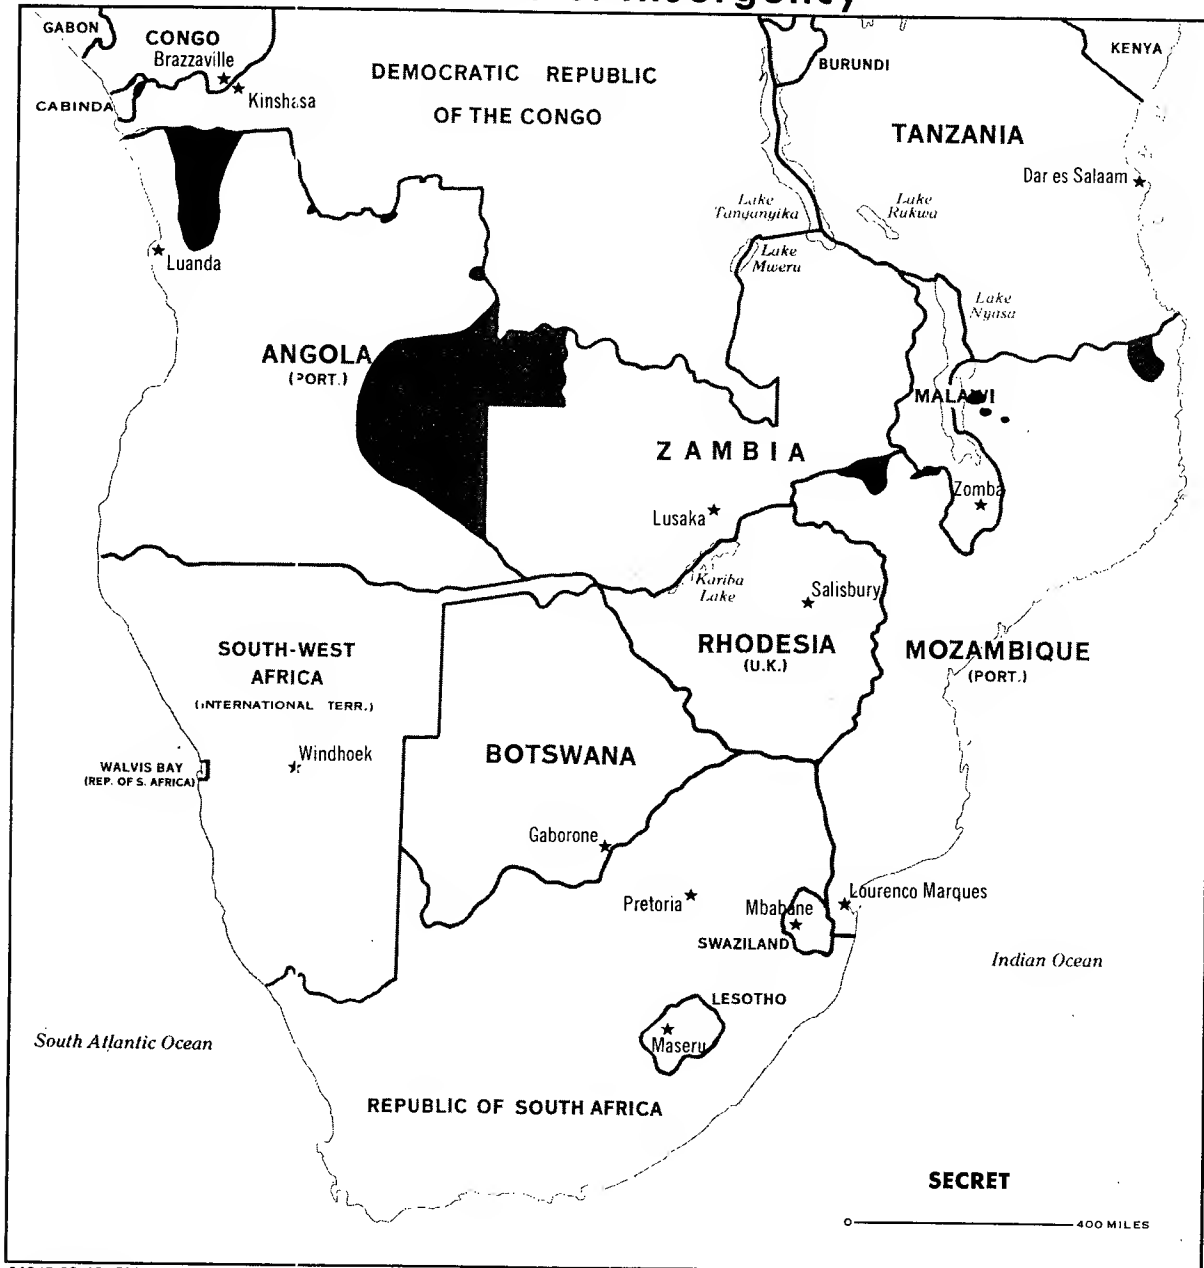 GABON
CONGO
Brazzaville
Kinshasa
CABINDA
DEMOCRATIC REPUBLIC
OF THE CONGO
BURUNDI
KENYA
TANZANIA
Dar es Salaam
Lake
Tanganyika
Lake
Rukwa
Lake
Mweru
Luanda
Lake
Nyasa
ANGOLA
(PORT.)
MALAWI
ZAMBIA
Zomba
Lusaka
Kariba
Lake
Salisbury
RHODESIA
(U.K.)
MOZAMBIQUE
(PORT.)
SOUTH-WEST
AFRICA
(INTERNATIONAL TERR.)
Windhoek
WALVIS BAY
(REP. OF S. AFRICA)
BOTSWANA
Gaborone
Pretoria
Mbabane
Lourenco Marques
SWAZILAND
Indian Ocean
LESOTHO
Maseru
South Atlantic Ocean
REPUBLIC OF SOUTH AFRICA
SECRET
0 400 MILES